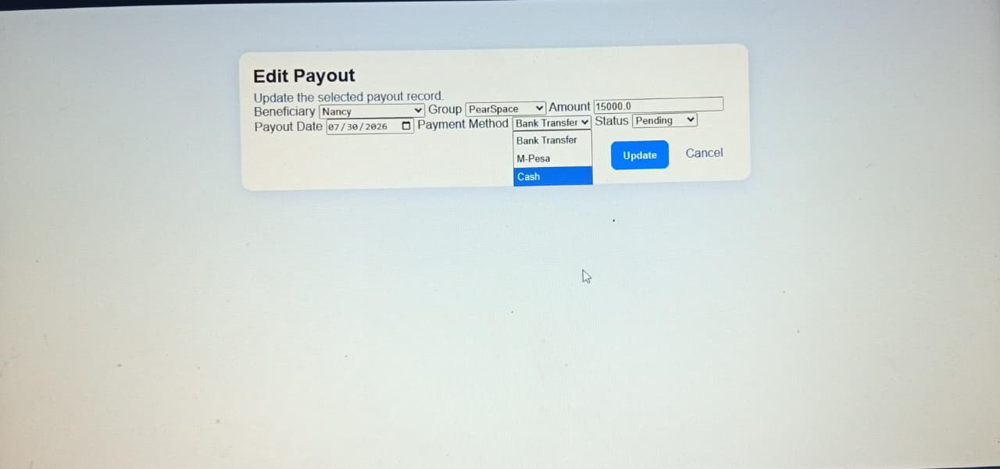 Edit Payout
Update the selected payout record.
Beneficiary Nancy Group PearSpace Amount 15000.0
Payout Date 07/30/2026 Payment Method Bank Transfer Status Pending
Bank Transfer
M-Pesa
Cash
Update Cancel